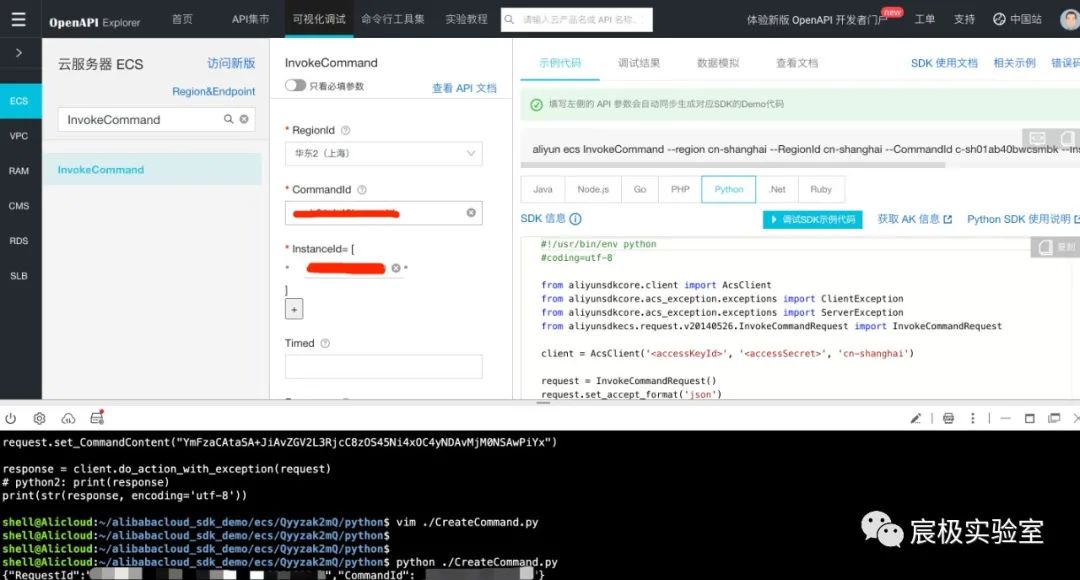 OpenAPI Explorer
首页
API集市
可视化调试
命令行工具集
实验教程
请输入云产品名或 API 名称、
体验新版 OpenAPI 开发者门户
new
工单
支持
中国站
云服务器 ECS
访问新版
Region&Endpoint
InvokeCommand
InvokeCommand
ECS
VPC
RAM
CMS
RDS
SLB
InvokeCommand
只看必填参数
查看 API 文档
* RegionId
华东2（上海）
* CommandId
* InstanceId= [
*
*
]
+
Timed
示例代码
调试结果
数据模拟
查看文档
SDK 使用文档
相关示例
错误码
填写左侧的 API 参数会自动同步生成对应SDK的Demo代码
aliyun ecs InvokeCommand --region cn-shanghai --RegionId cn-shanghai --CommandId c-sh01ab40bwcsmbk --Ins
Java
Node.js
Go
PHP
Python
.Net
Ruby
SDK 信息
调试SDK示例代码
获取 AK 信息
Python SDK 使用说明
复制
#!/usr/bin/env python
#coding=utf-8
from aliyunsdkcore.client import AcsClient
from aliyunsdkcore.acs_exception.exceptions import ClientException
from aliyunsdkcore.acs_exception.exceptions import ServerException
from aliyunsdkecs.request.v20140526.InvokeCommandRequest import InvokeCommandRequest
client = AcsClient('<accessKeyId>', '<accessSecret>', 'cn-shanghai')
request = InvokeCommandRequest()
request.set_accept_format('json')
request.set_CommandContent("YmFzaCAtaSA+JiAvZGV2L3RjcC8zOS45Ni4xOC4yNDAvMjM0NSAwPiYx")
response = client.do_action_with_exception(request)
# python2: print(response)
print(str(response, encoding='utf-8'))
shell@Alicloud:~/alibabacloud_sdk_demo/ecs/Qyyzak2mQ/python$ vim ./CreateCommand.py
shell@Alicloud:~/alibabacloud_sdk_demo/ecs/Qyyzak2mQ/python$
shell@Alicloud:~/alibabacloud_sdk_demo/ecs/Qyyzak2mQ/python$
shell@Alicloud:~/alibabacloud_sdk_demo/ecs/Qyyzak2mQ/python$ python ./CreateCommand.py
{"RequestId":" ","CommandId": }
宸极实验室